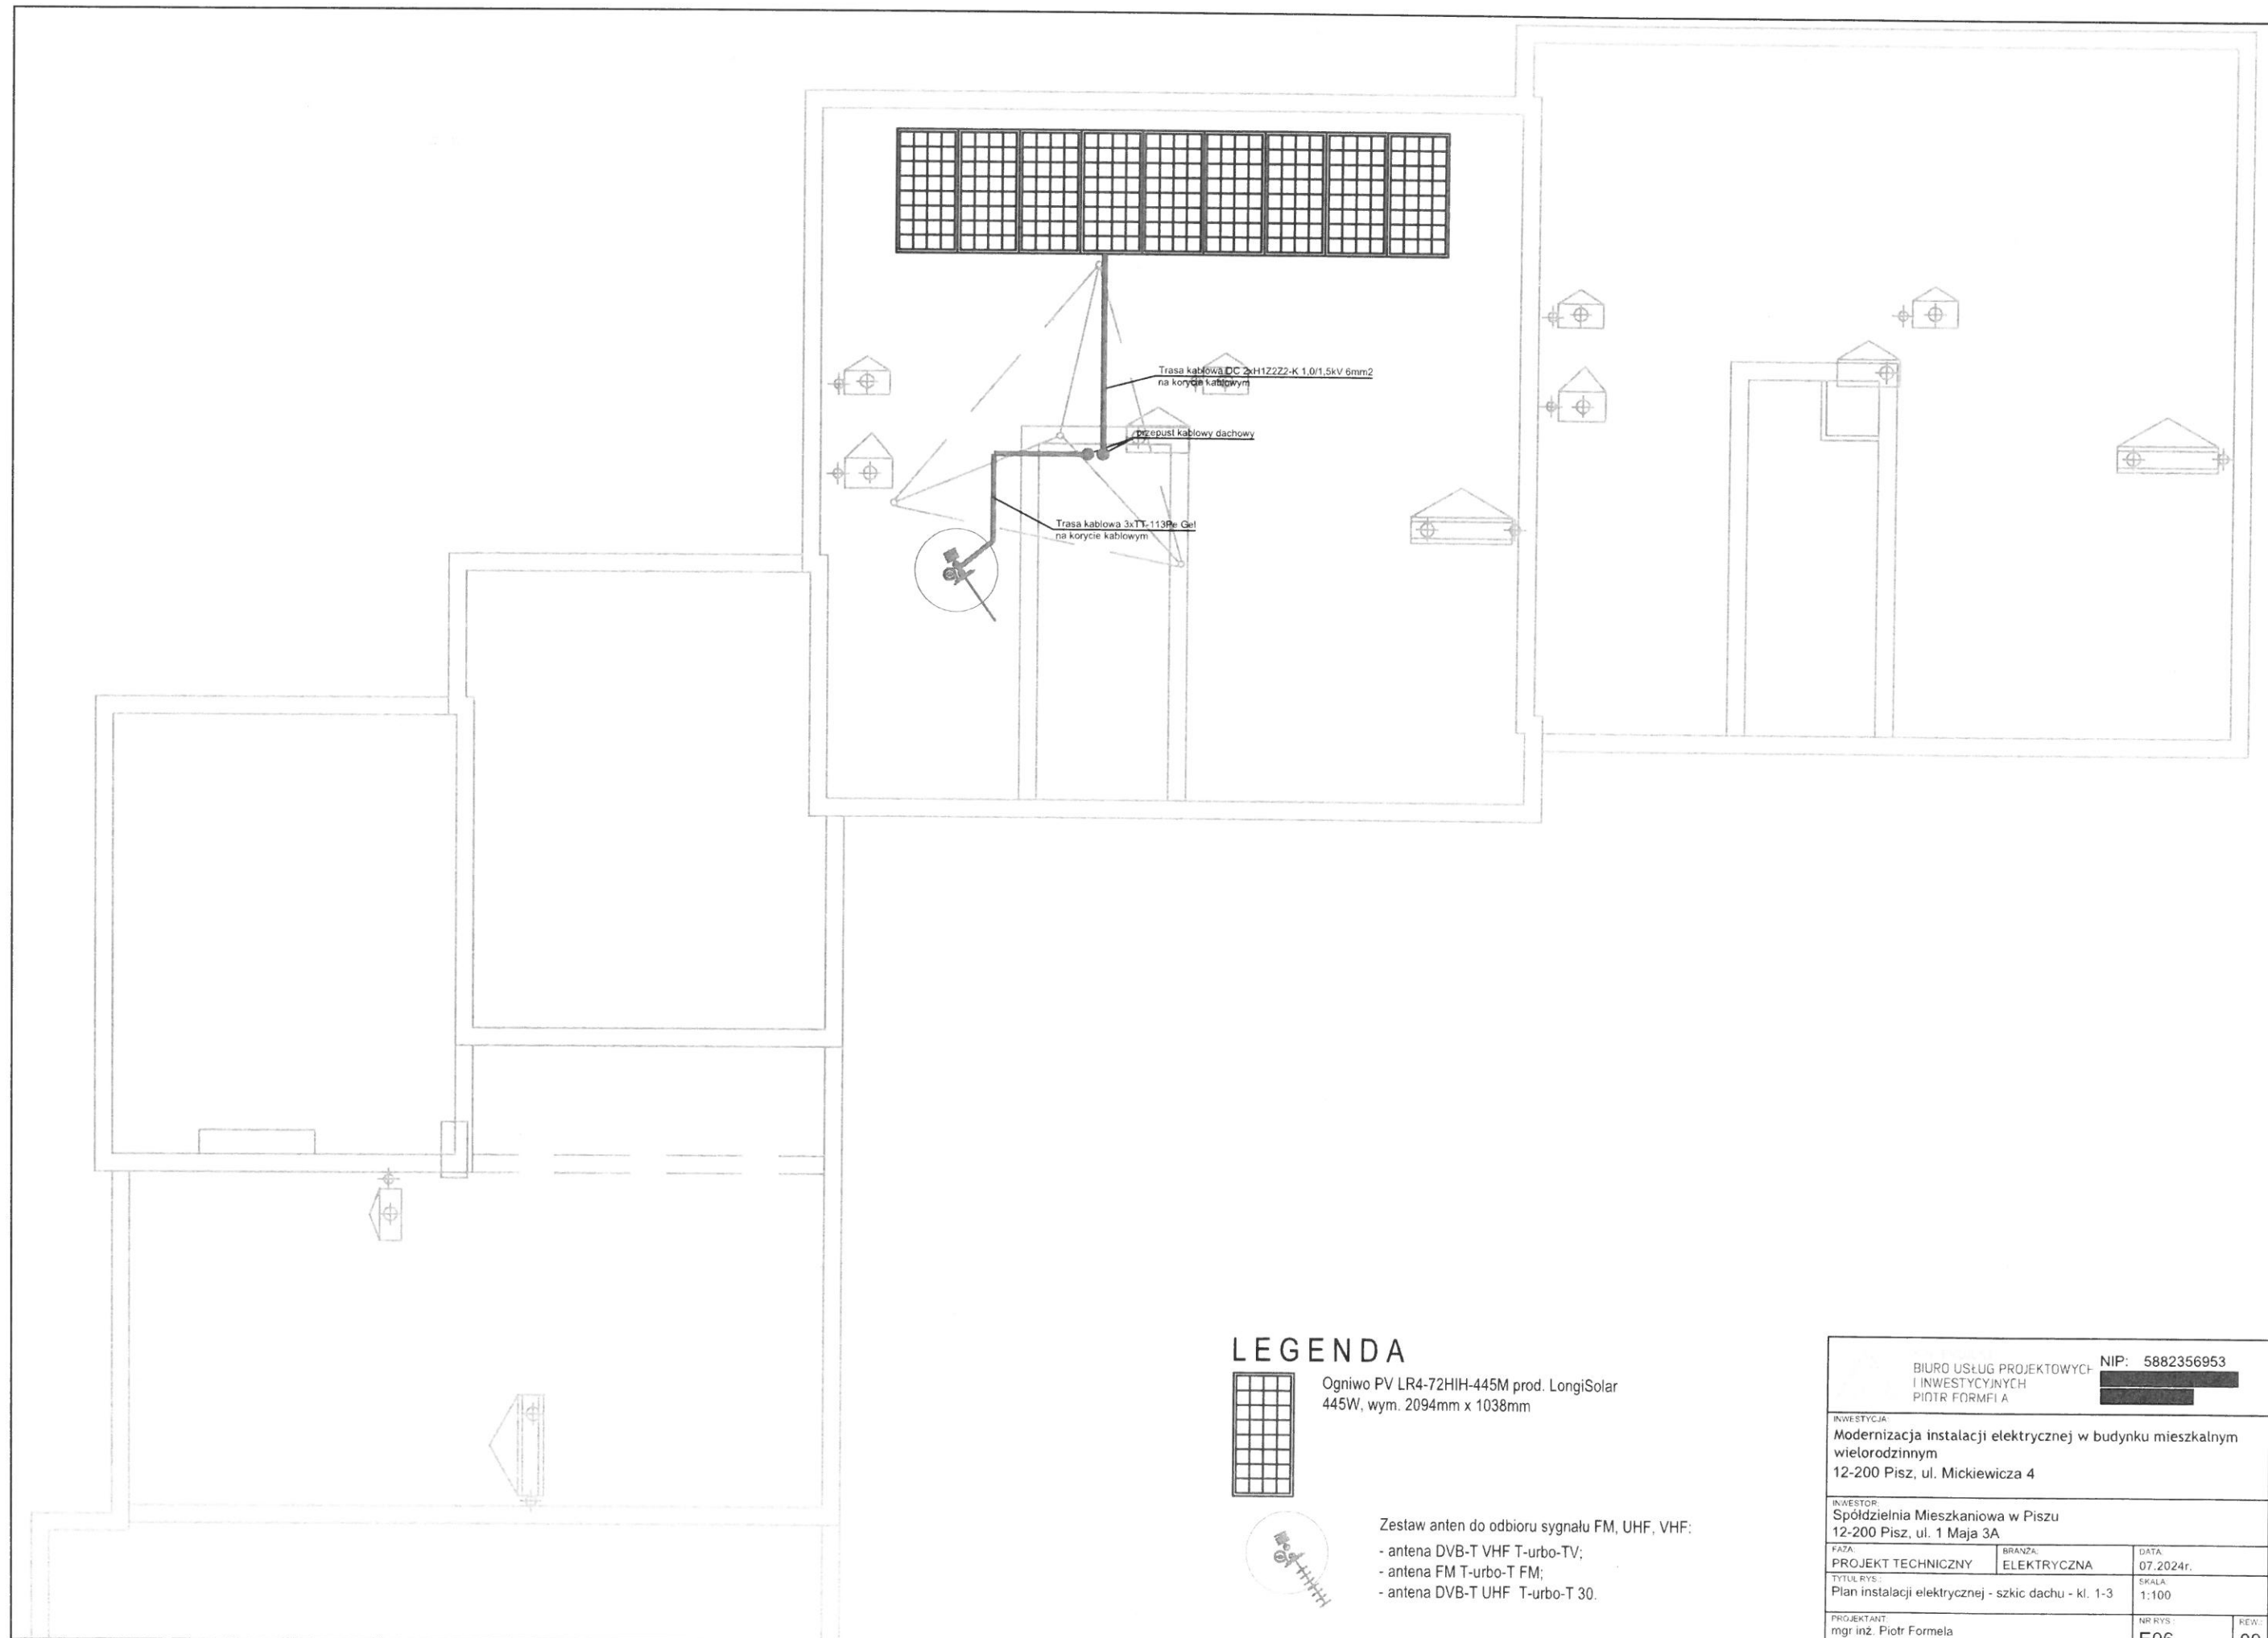 Trasa kablowa DC 2xH1Z2Z2-K 1,0/1,5kV 6mm2
na korycie kablowym
przepust kablowy dachowy
Trasa kablowa 3xTT-113Pe Gel
na korycie kablowym
LEGENDA
Ogniwo PV LR4-72HIH-445M prod. LongiSolar
445W, wym. 2094mm x 1038mm
Zestaw anten do odbioru sygnału FM, UHF, VHF:
- antena DVB-T VHF T-urbo-TV;
- antena FM T-urbo-T FM;
- antena DVB-T UHF T-urbo-T 30.
BIURO USŁUG PROJEKTOWYCH
I INWESTYCYJNYCH
PIOTR FORMELA
NIP: 5882356953
INWESTYCJA:
Modernizacja instalacji elektrycznej w budynku mieszkalnym
wielorodzinnym
12-200 Pisz, ul. Mickiewicza 4
INWESTOR:
Spółdzielnia Mieszkaniowa w Piszu
12-200 Pisz, ul. 1 Maja 3A
FAZA:
PROJEKT TECHNICZNY
BRANŻA:
ELEKTRYCZNA
DATA:
07.2024r.
TYTUŁ RYS.:
Plan instalacji elektrycznej - szkic dachu - kl. 1-3
SKALA:
1:100
PROJEKTANT:
mgr inż. Piotr Formela
NR RYS.:
REW.: